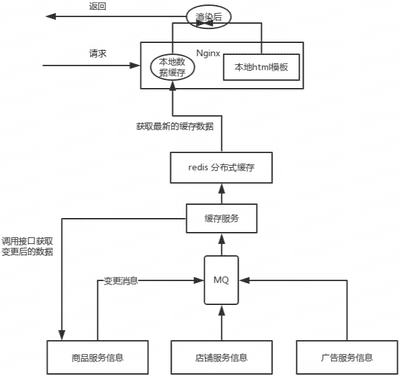 返回
渲染后
请求
Nginx
本地数
据缓存
本地html模板
获取最新的缓存数据
redis 分布式缓存
缓存服务
调用接口获取
变更后的数据
变更消息
MQ
商品服务信息
店铺服务信息
广告服务信息